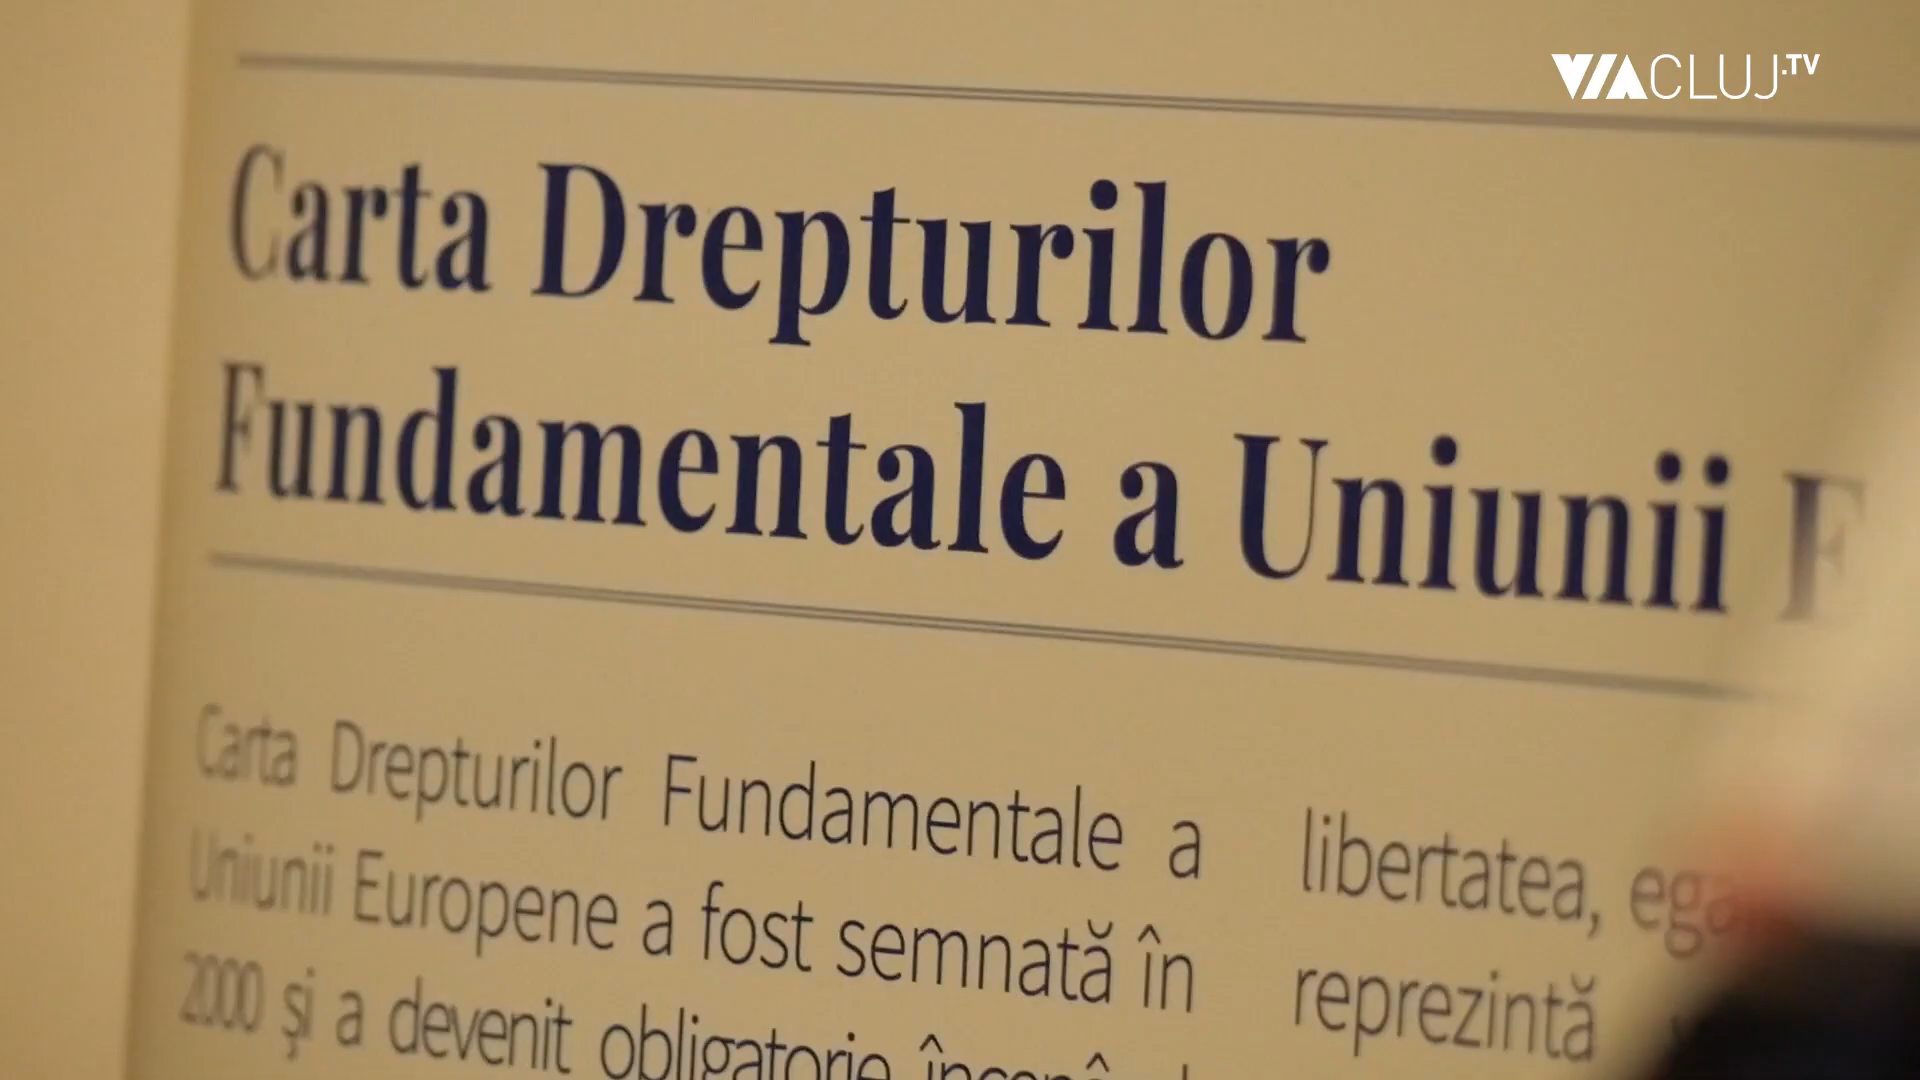 VIACLUJ.TV
Carta Drepturilor
Fundamentale a Uniunii
Carta Drepturilor Fundamentale a
Uniunii Europene a fost semnată în
2000 și a devenit obligatorie
libertatea,
reprezintă